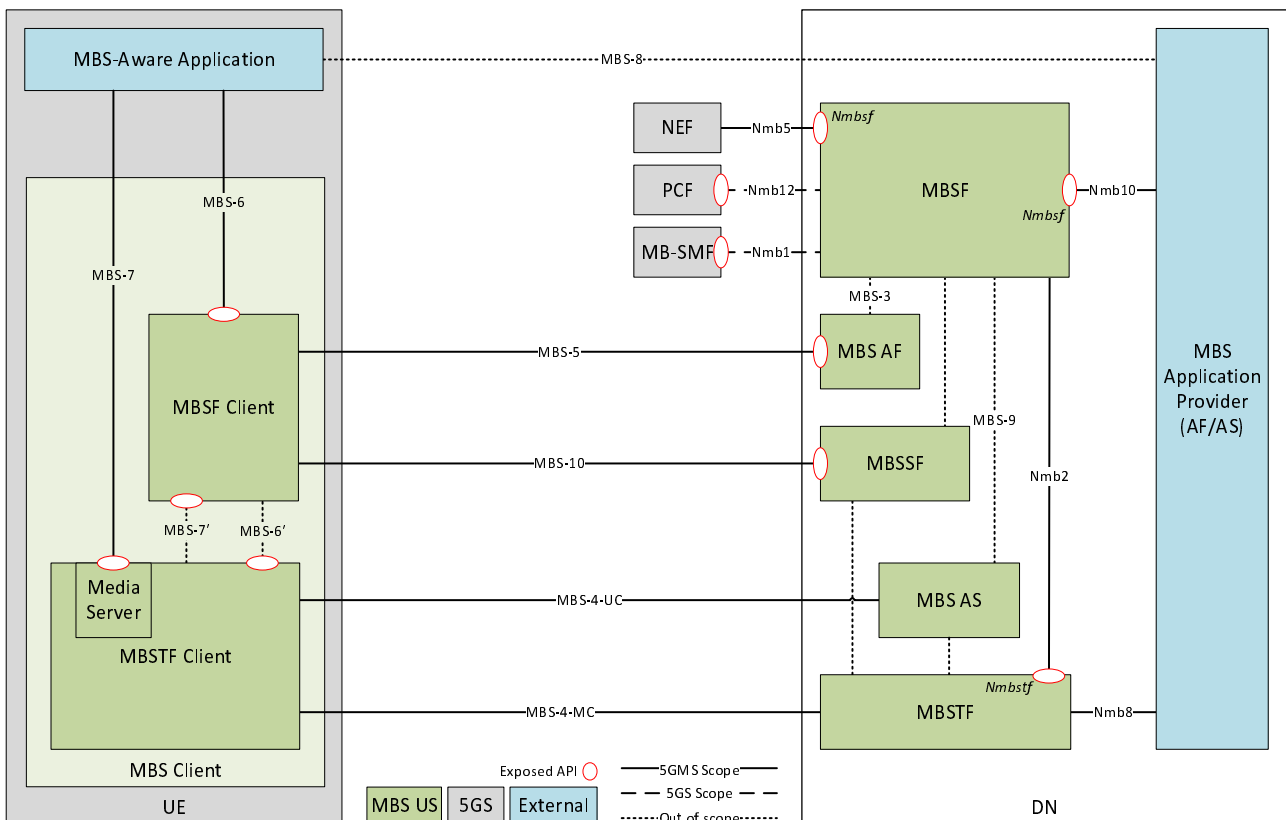 MBS-Aware Application
MBS-8
NEF
Nmb5
Nmbsf
PCF
Nmb12
MBSF
Nmb10
Nmbsf
MB-SMF
Nmb1
MBS-6
MBS-7
MBS-3
MBS-5
MBS AF
MBS
Application
Provider
(AF/AS)
MBSF Client
MBS-9
MBS-10
MBSSF
Nmb2
MBS-7’
MBS-6’
Media
Server
MBS-4-UC
MBS AS
MBSTF Client
Nmbstf
MBS-4-MC
MBSTF
Nmb8
MBS Client
Exposed API
5GMS Scope
5GS Scope
Out of scope
UE
MBS US
5GS
External
DN